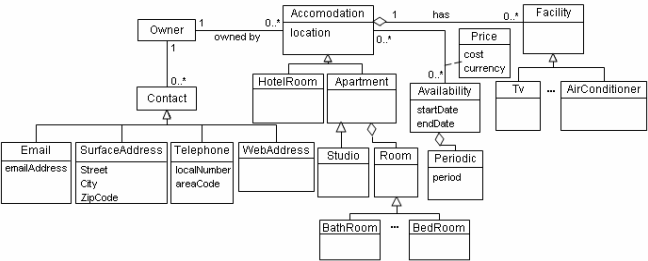 Accomodation
location
1
has
0..*
Facility
Owner
1
owned by
0..*
0..*
Price
cost
currency
1
0..*
0..*
Contact
HotelRoom
Apartment
Availability
startDate
endDate
Tv
...
AirConditioner
Email
emailAddress
SurfaceAddress
Street
City
ZipCode
Telephone
localNumber
areaCode
WebAddress
Studio
Room
Periodic
period
BathRoom
...
BedRoom